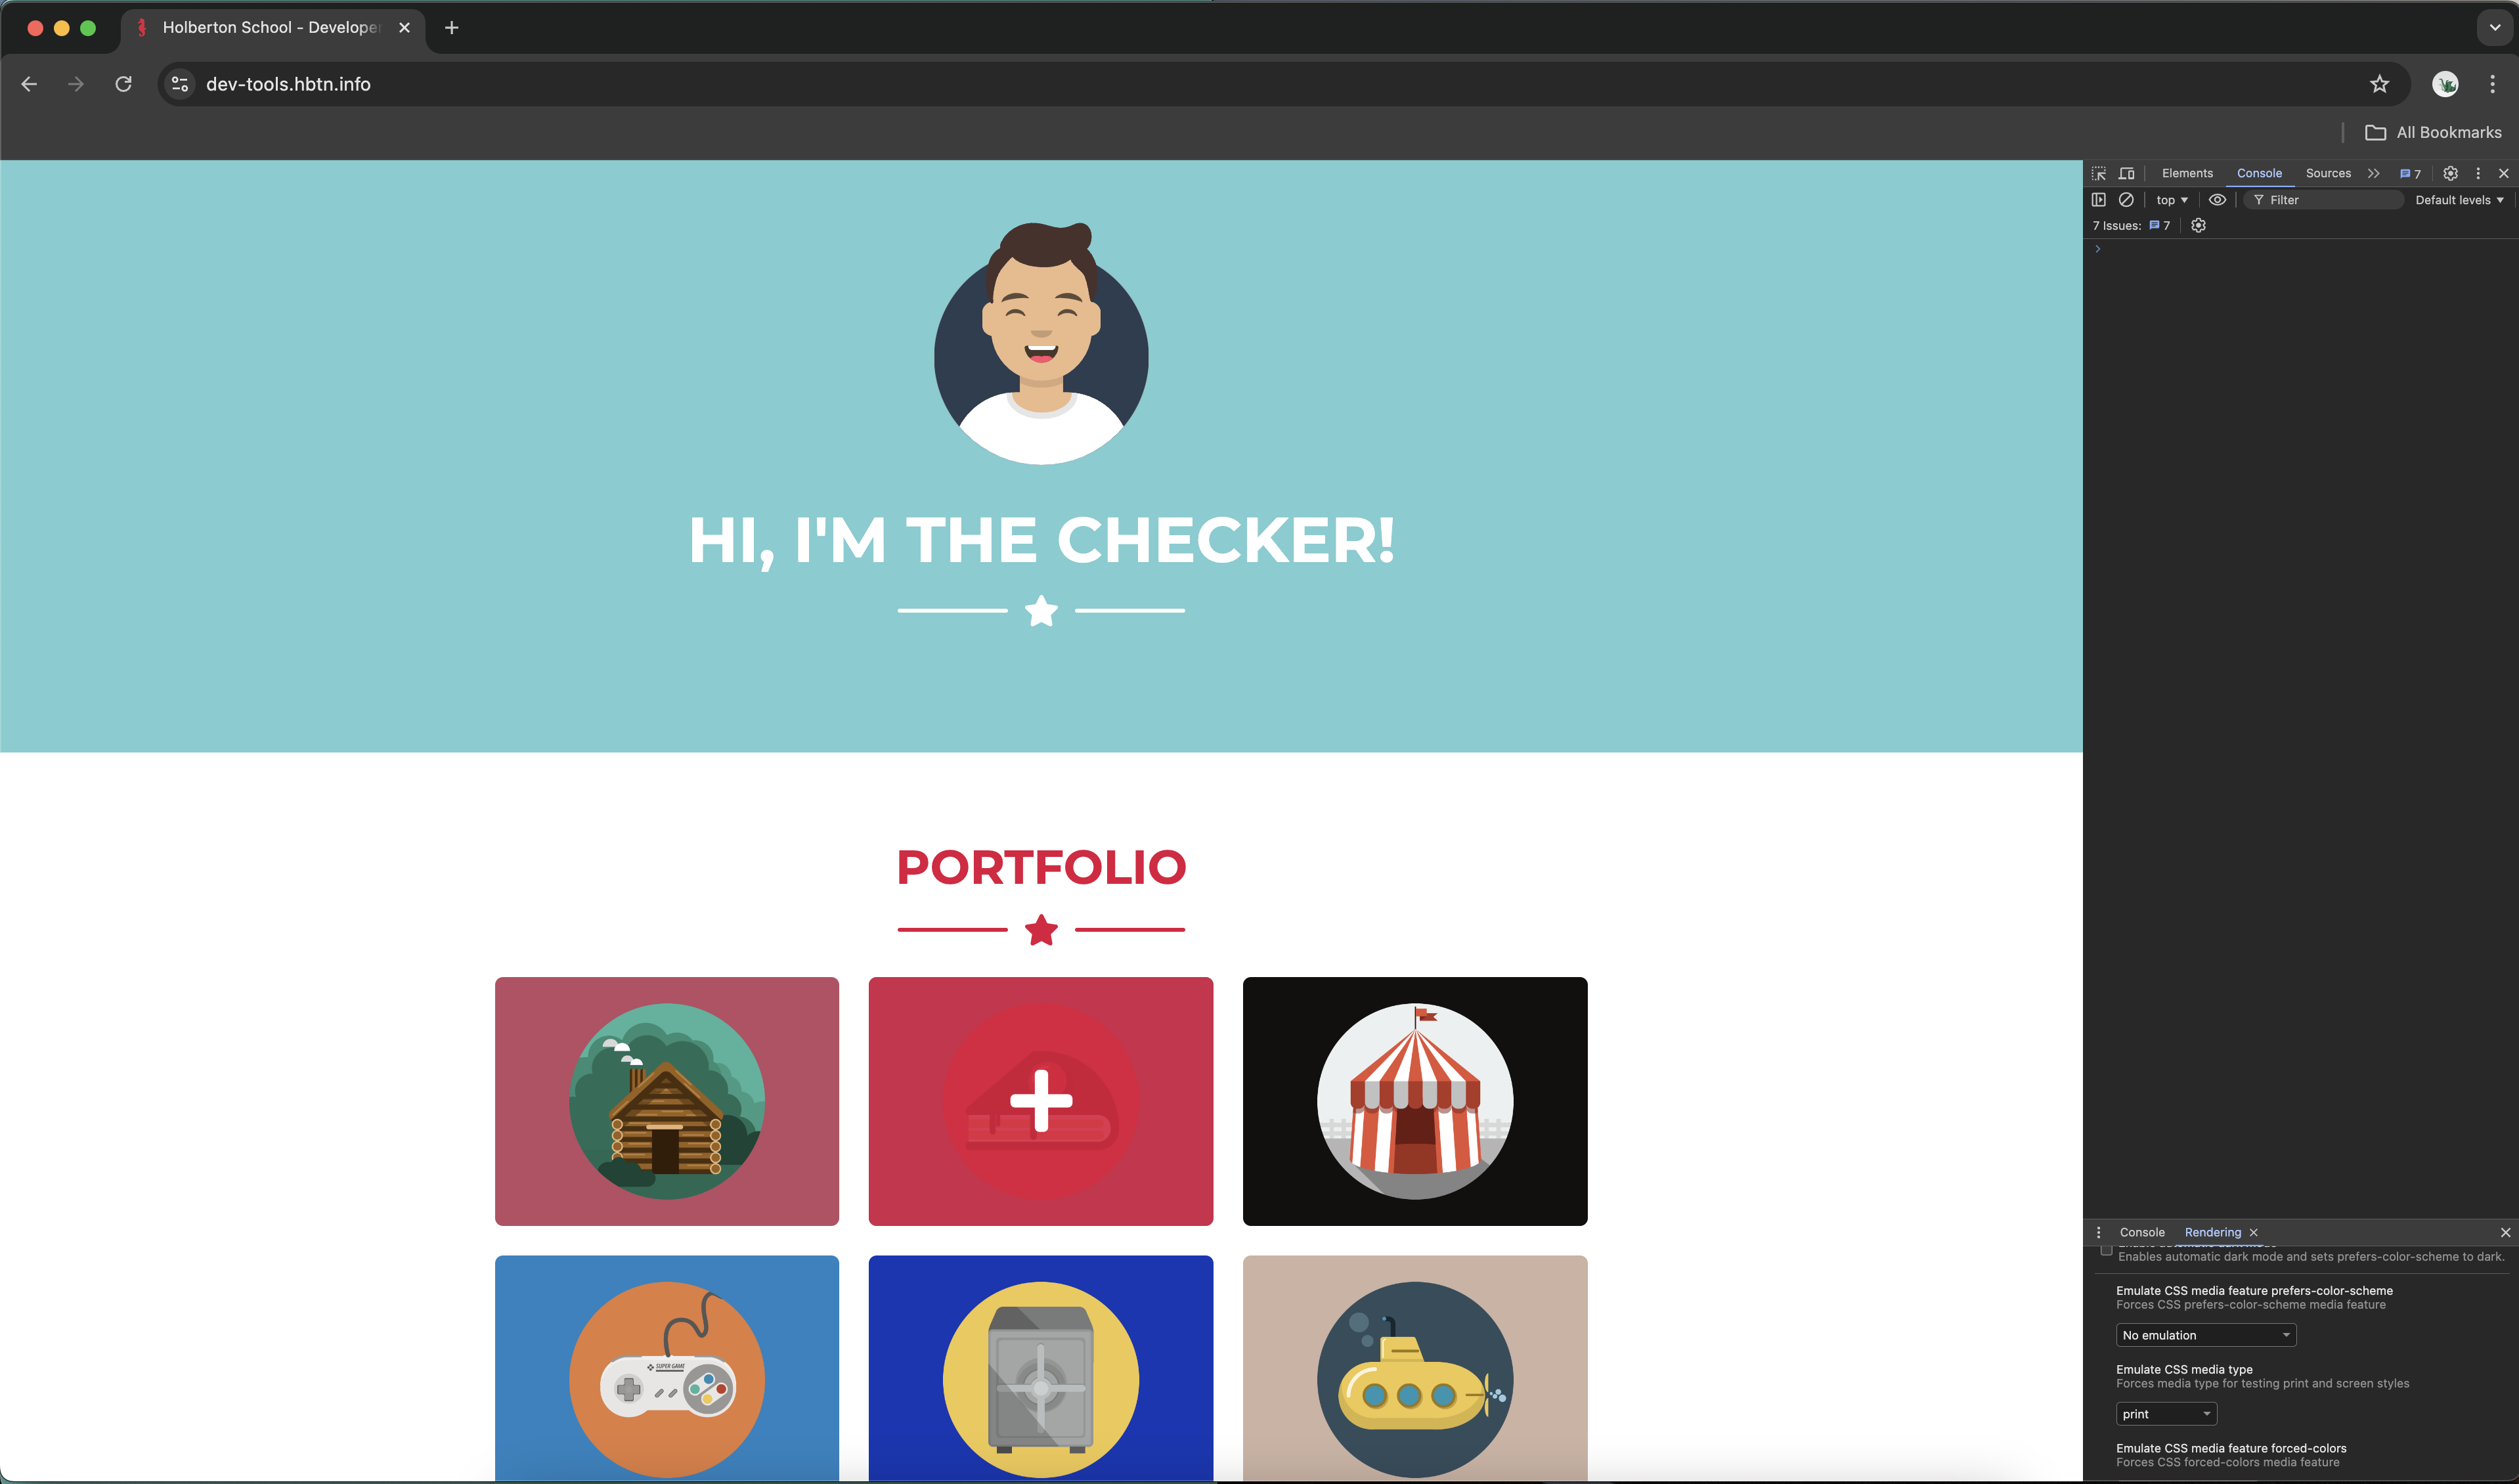 Holberton School - Developer
dev-tools.hbtn.info
All Bookmarks
HI, I'M THE CHECKER!
PORTFOLIO
SUPER GAME
Elements Console Sources 7
top Filter Default levels
7 Issues: 7
Console Rendering
Enables automatic dark mode and sets prefers-color-scheme to dark.
Emulate CSS media feature prefers-color-scheme
Forces CSS prefers-color-scheme media feature
No emulation
Emulate CSS media type
Forces media type for testing print and screen styles
print
Emulate CSS media feature forced-colors
Forces CSS forced-colors media feature